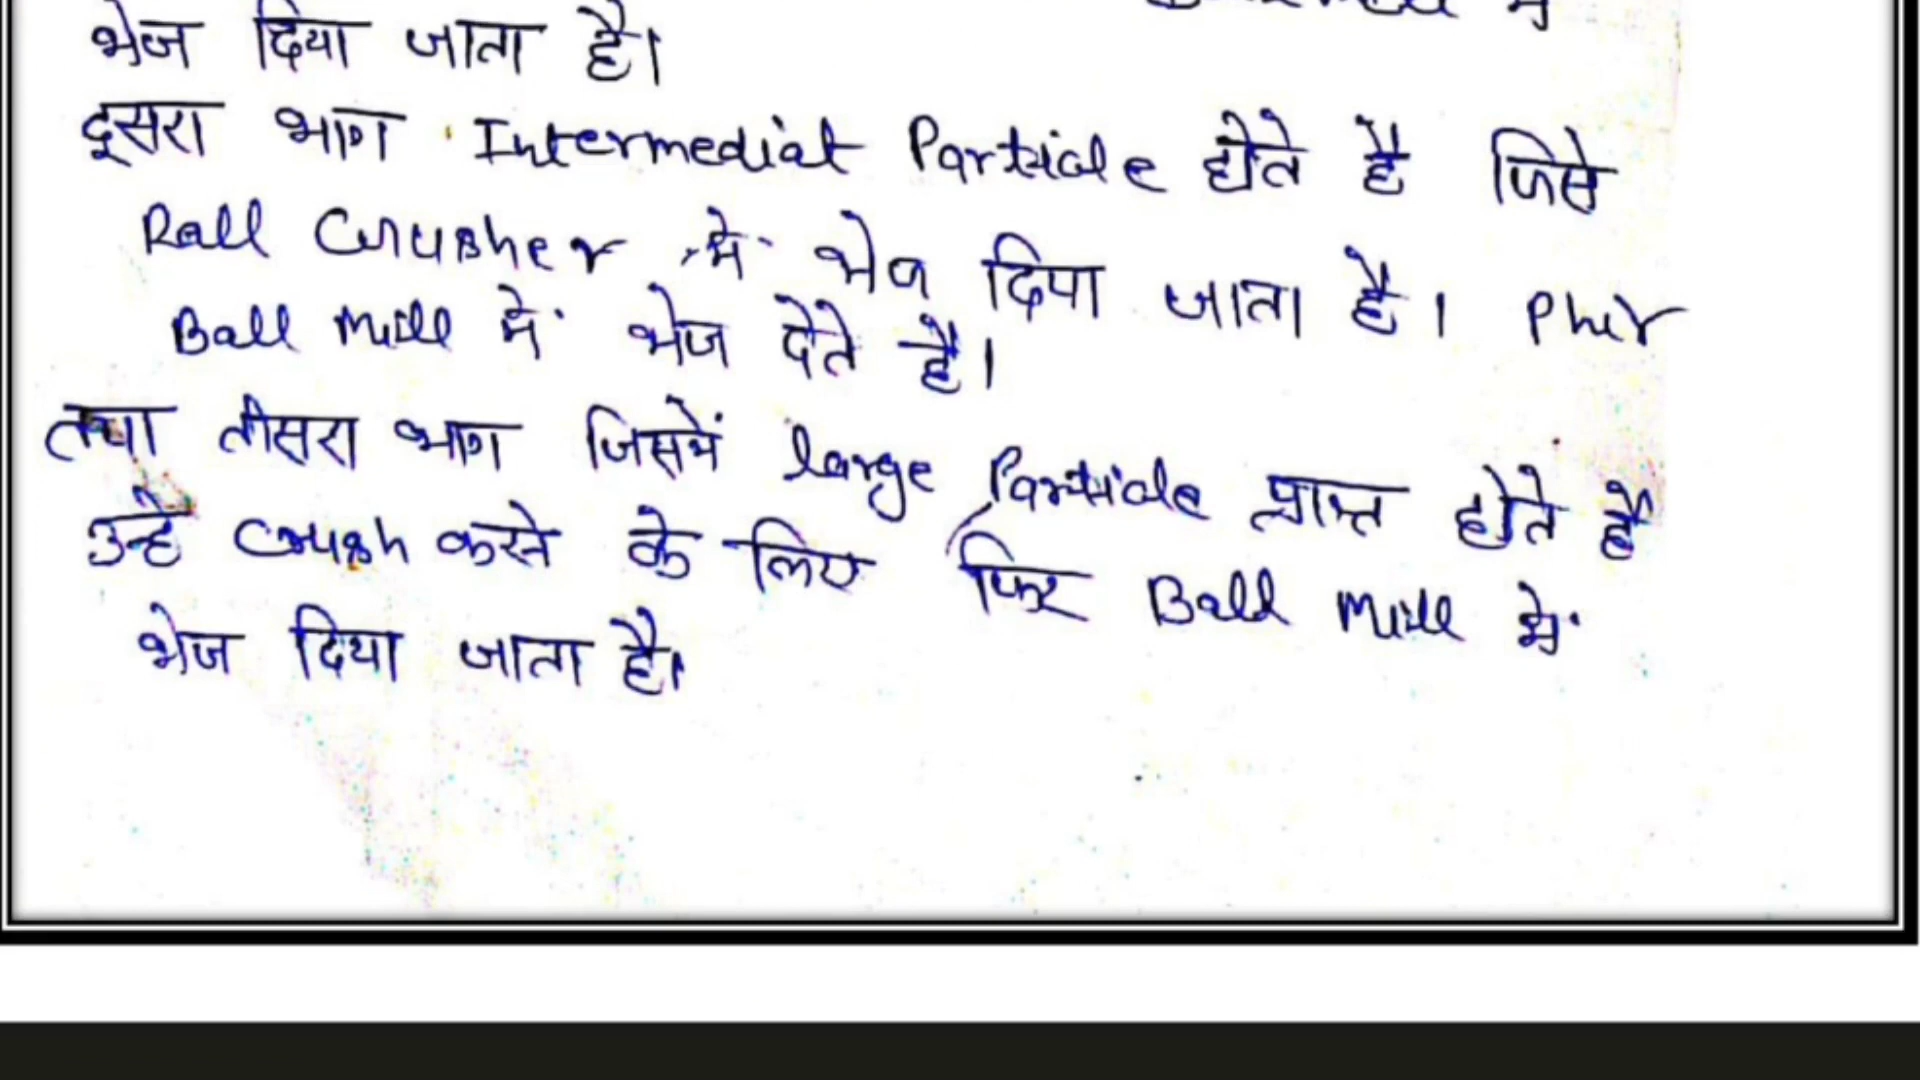 में
भेज दिया जाता है।
दूसरा भाग Intermediat Particle होते है जिसे
Roll Crusher में भेज दिया जाता है। Phir
Ball Mill में भेज देते है।
तथा तीसरा भाग जिसमें large Particle प्राप्त होते है
उन्हे Crush करने के लिए फिर Ball Mill में
भेज दिया जाता है।